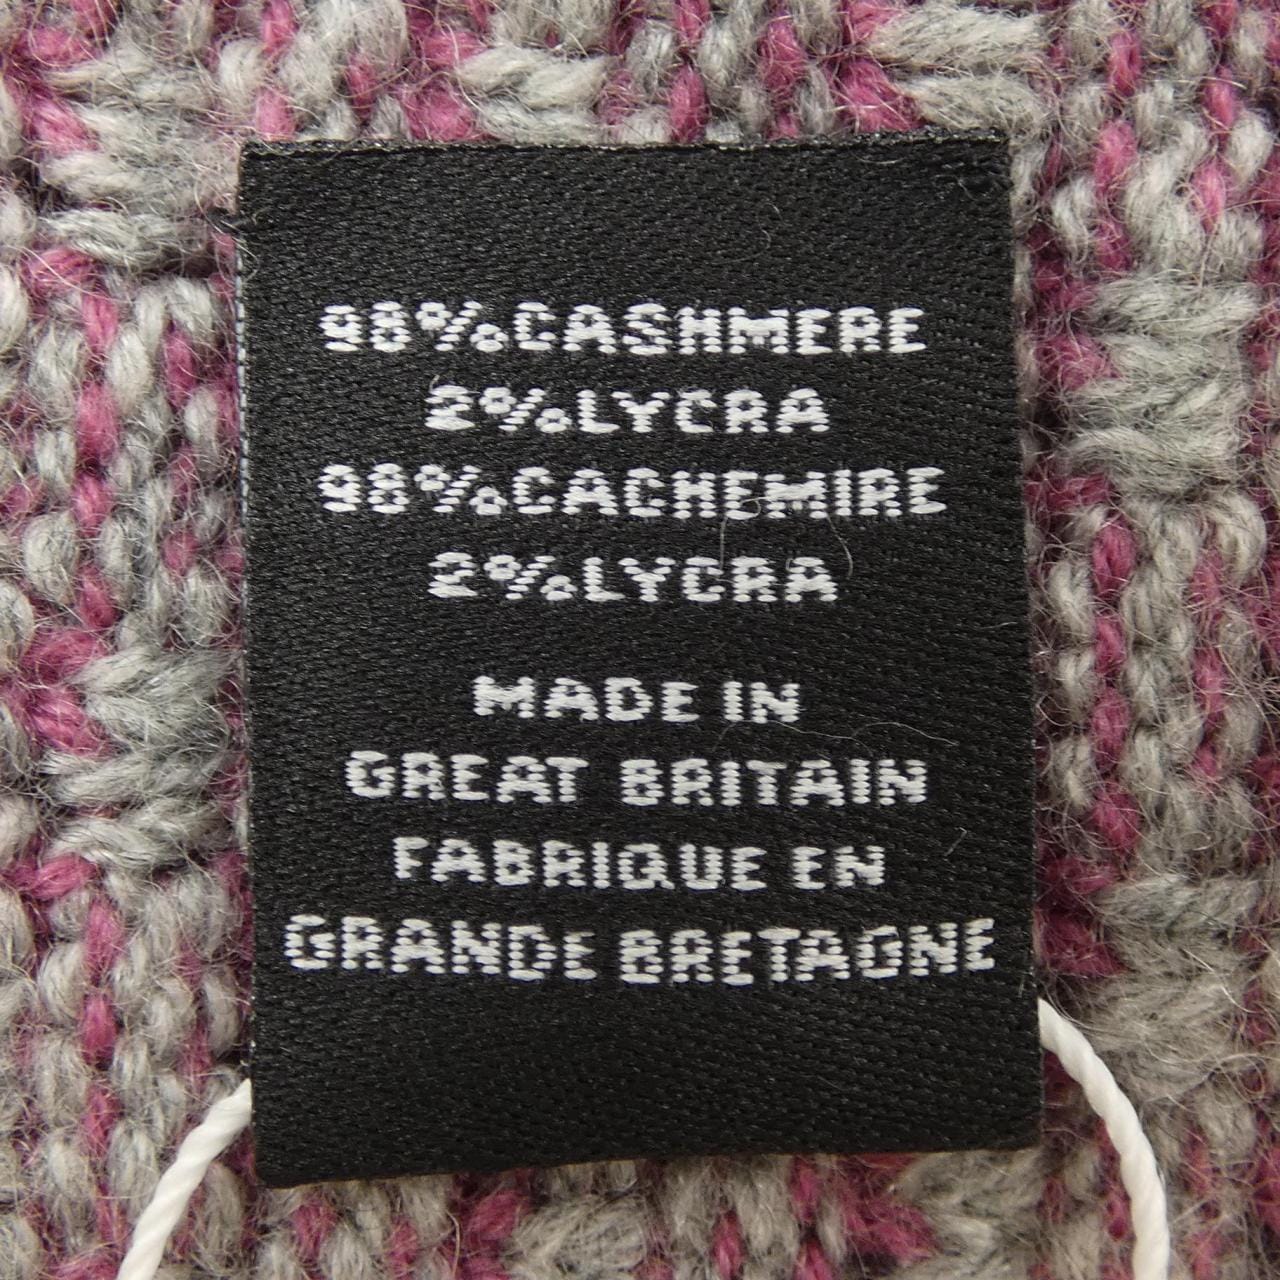 98%CASHMERE
2%LYCRA
98%CACHEMIRE
2%LYCRA
MADE IN
GREAT BRITAIN
FABRIQUE EN
GRANDE BRETAGNE